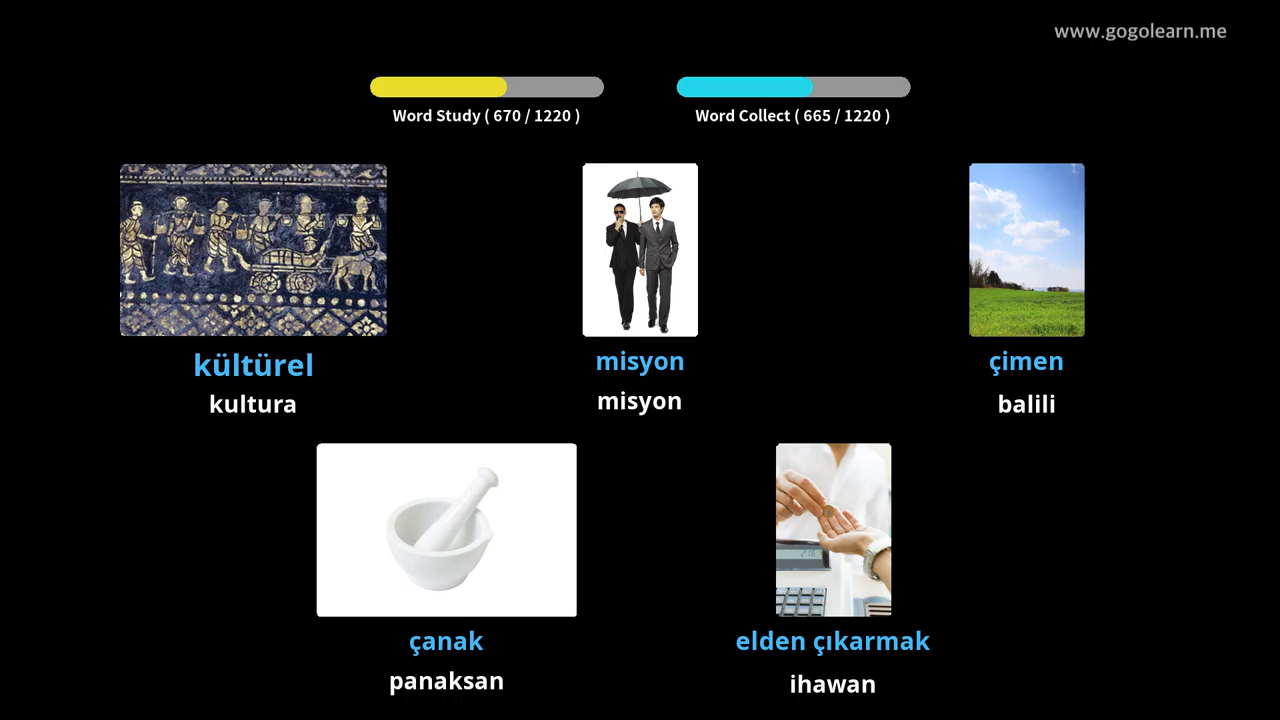 www.gogolearn.me
Word Study ( 670 / 1220 )
Word Collect ( 665 / 1220 )
kültürel
kultura
misyon
misyon
çimen
balili
çanak
panaksan
elden çıkarmak
ihawan